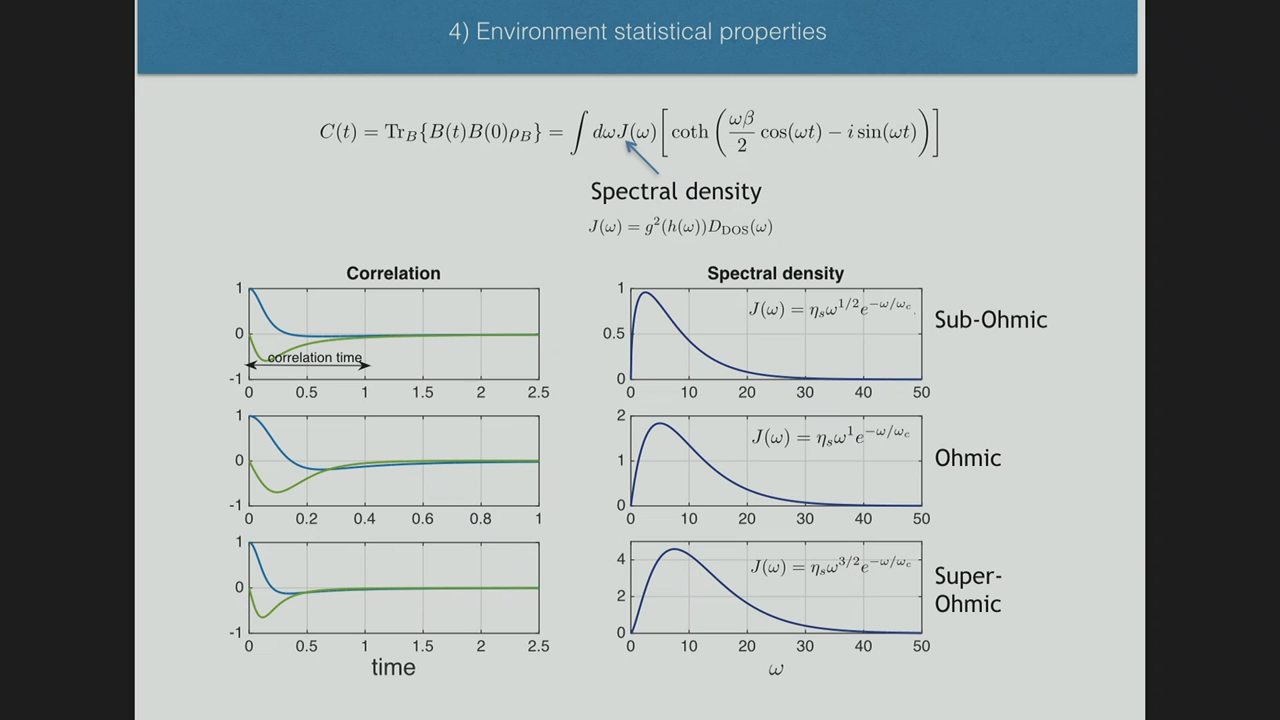 4) Environment statistical properties
C(t) = Tr_B{B(t)B(0)ρ_B} = ∫ dωJ(ω)[coth(ωβ/2 cos(ωt) − i sin(ωt))]
Spectral density
J(ω) = g²(h(ω))D_DOS(ω)
Correlation
Spectral density
1
0
-1
correlation time
0 0.5 1 1.5 2 2.5
1
0.5
0
J(ω) = η_s ω^{1/2} e^{−ω/ω_c}.
0 10 20 30 40 50
Sub-Ohmic
1
0
-1
0 0.2 0.4 0.6 0.8 1
2
1
0
J(ω) = η_s ω^1 e^{−ω/ω_c}
0 10 20 30 40 50
Ohmic
1
0
-1
0 0.5 1 1.5 2 2.5
time
4
2
0
J(ω) = η_s ω^{3/2} e^{−ω/ω_c}
0 10 20 30 40 50
ω
Super-
Ohmic